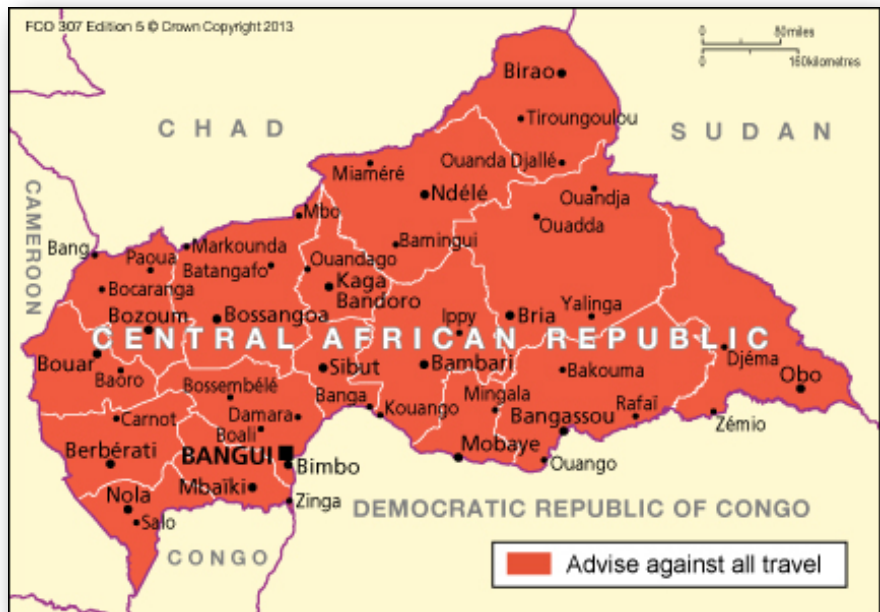 FCO 307 Edition 5 © Crown Copyright 2013
0 80miles
0 160kilometres
Birao
CHAD
Tiroungoulou
SUDAN
Ouanda Djallé
Miaméré
Ndélé
Ouandja
CAMEROON
Mbo
Ouadda
Bang
Markounda
Bamingui
Paoua
Batangafo
Ouandago
Bocaranga
Kaga
Bandoro
Bozoum
Bossangoa
Ippy
Bria
Yalinga
CENTRAL AFRICAN REPUBLIC
Bouar
Sibut
Bambari
Djéma
Baoro
Bakouma
Obo
Bossembélé
Banga
Mingala
Carnot
Damara
Kouango
Bangassou
Rafaï
Zémio
Boali
Berbérati
BANGUI
Bimbo
Mobaye
Ouango
Nola
Mbaïki
Zinga
DEMOCRATIC REPUBLIC OF CONGO
Salo
CONGO
Advise against all travel